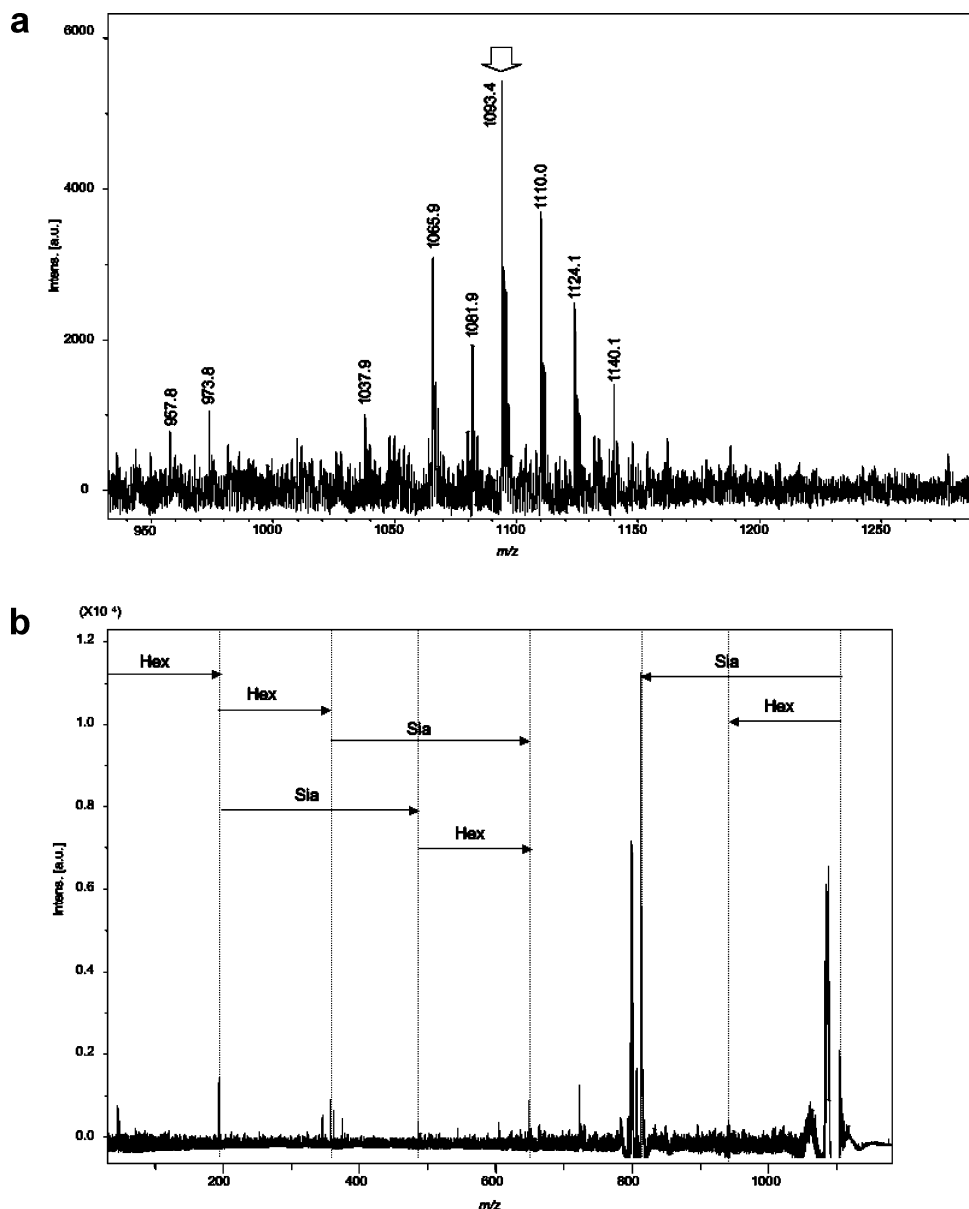 a
6000
4000
2000
0
Intens. [a.u.]
957.8
973.8
1037.9
1065.9
1081.9
1093.4
1110.0
1124.1
1140.1
950
1000
1050
1100
1150
1200
1250
m/z
b
(X10 4)
1.2
1.0
0.8
0.6
0.4
0.2
0.0
Intens. [a.u.]
Hex
Sia
Hex
Hex
Sia
Sia
Hex
200
400
600
800
1000
m/z